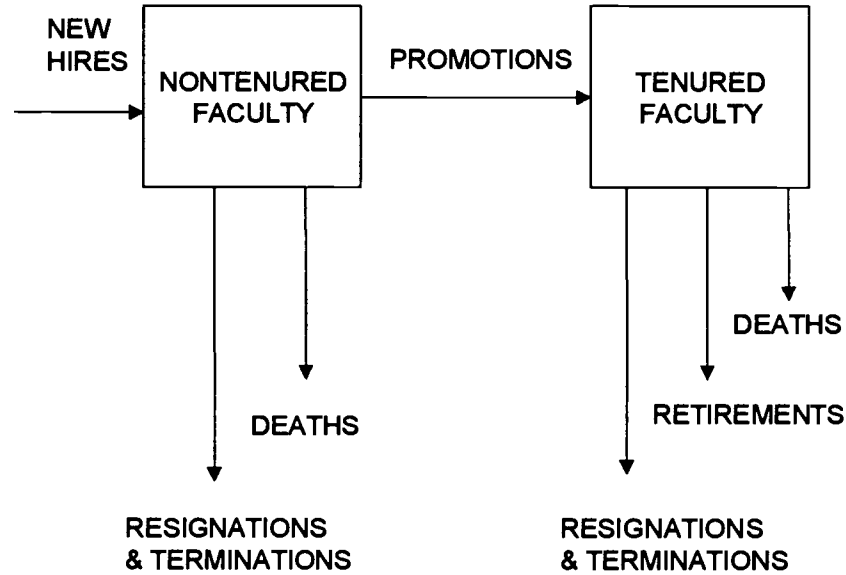 NEW
HIRES
NONTENURED
FACULTY
PROMOTIONS
TENURED
FACULTY
DEATHS
RESIGNATIONS
& TERMINATIONS
DEATHS
RETIREMENTS
RESIGNATIONS
& TERMINATIONS